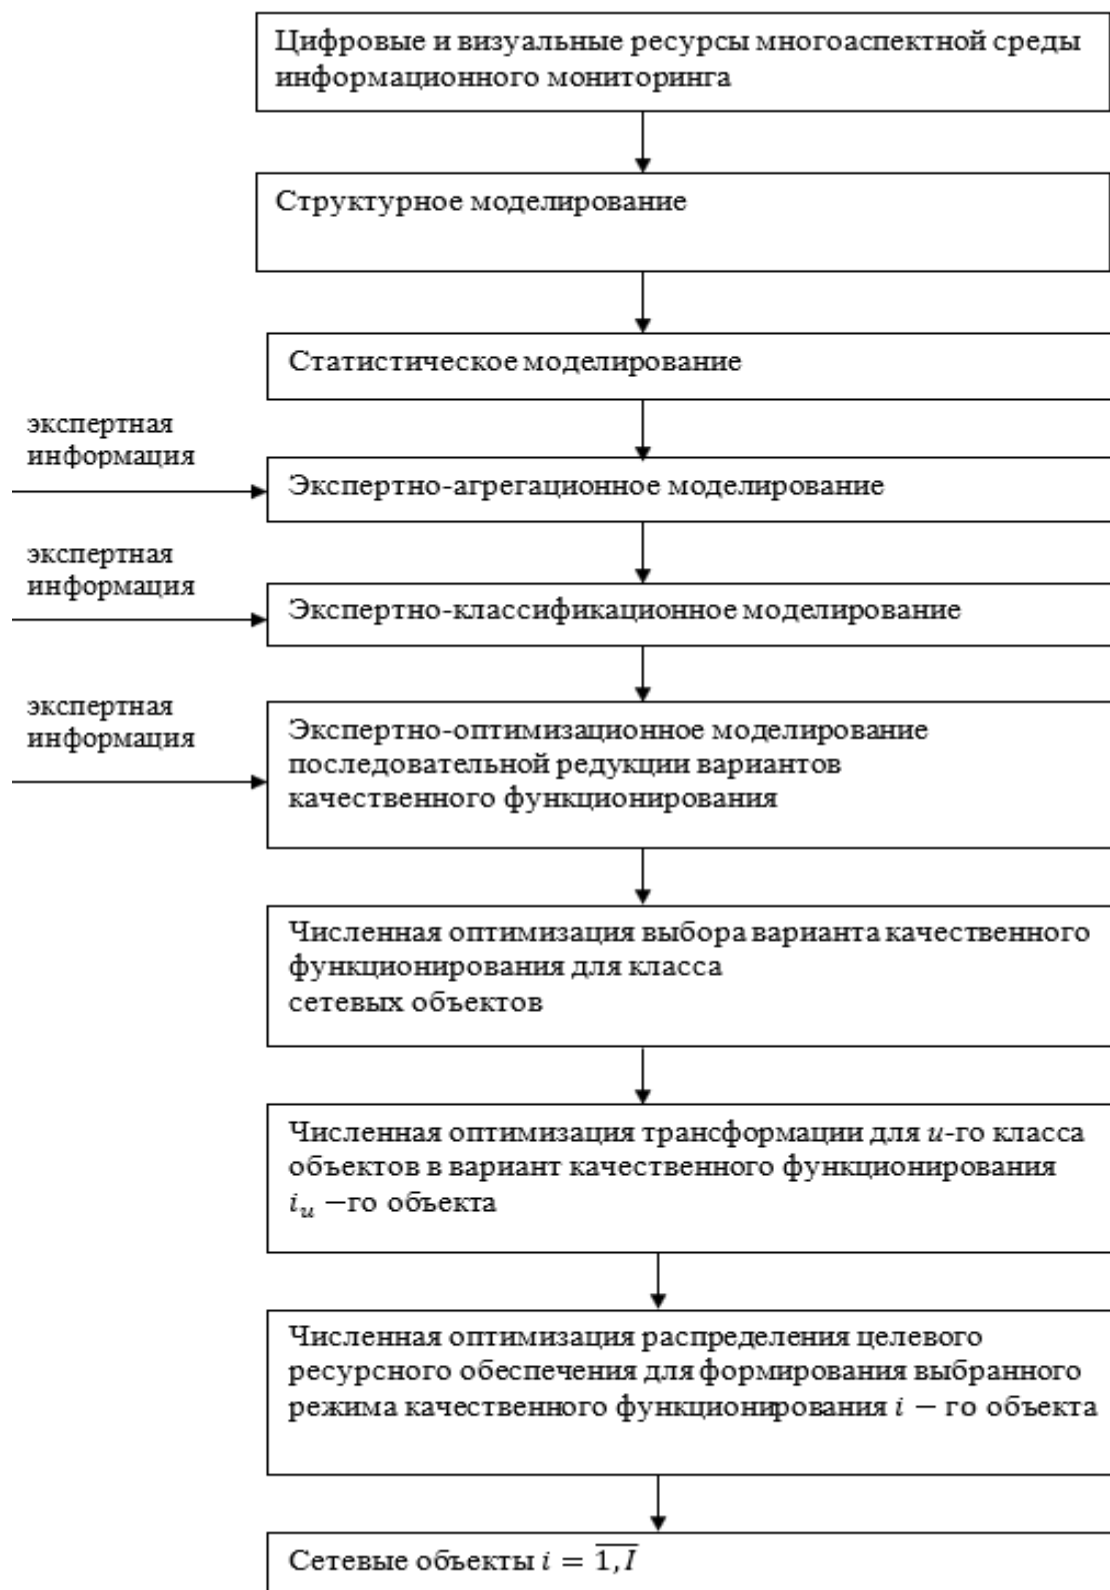 Цифровые и визуальные ресурсы многоаспектной среды
информационного мониторинга
Структурное моделирование
Статистическое моделирование
экспертная
информация
Экспертно-агрегационное моделирование
экспертная
информация
Экспертно-классификационное моделирование
экспертная
информация
Экспертно-оптимизационное моделирование
последовательной редукции вариантов
качественного функционирования
Численная оптимизация выбора варианта качественного
функционирования для класса
сетевых объектов
Численная оптимизация трансформации для u-го класса
объектов в вариант качественного функционирования
i_u −го объекта
Численная оптимизация распределения целевого
ресурсного обеспечения для формирования выбранного
режима качественного функционирования i − го объекта
Сетевые объекты i = \overline{1,I}